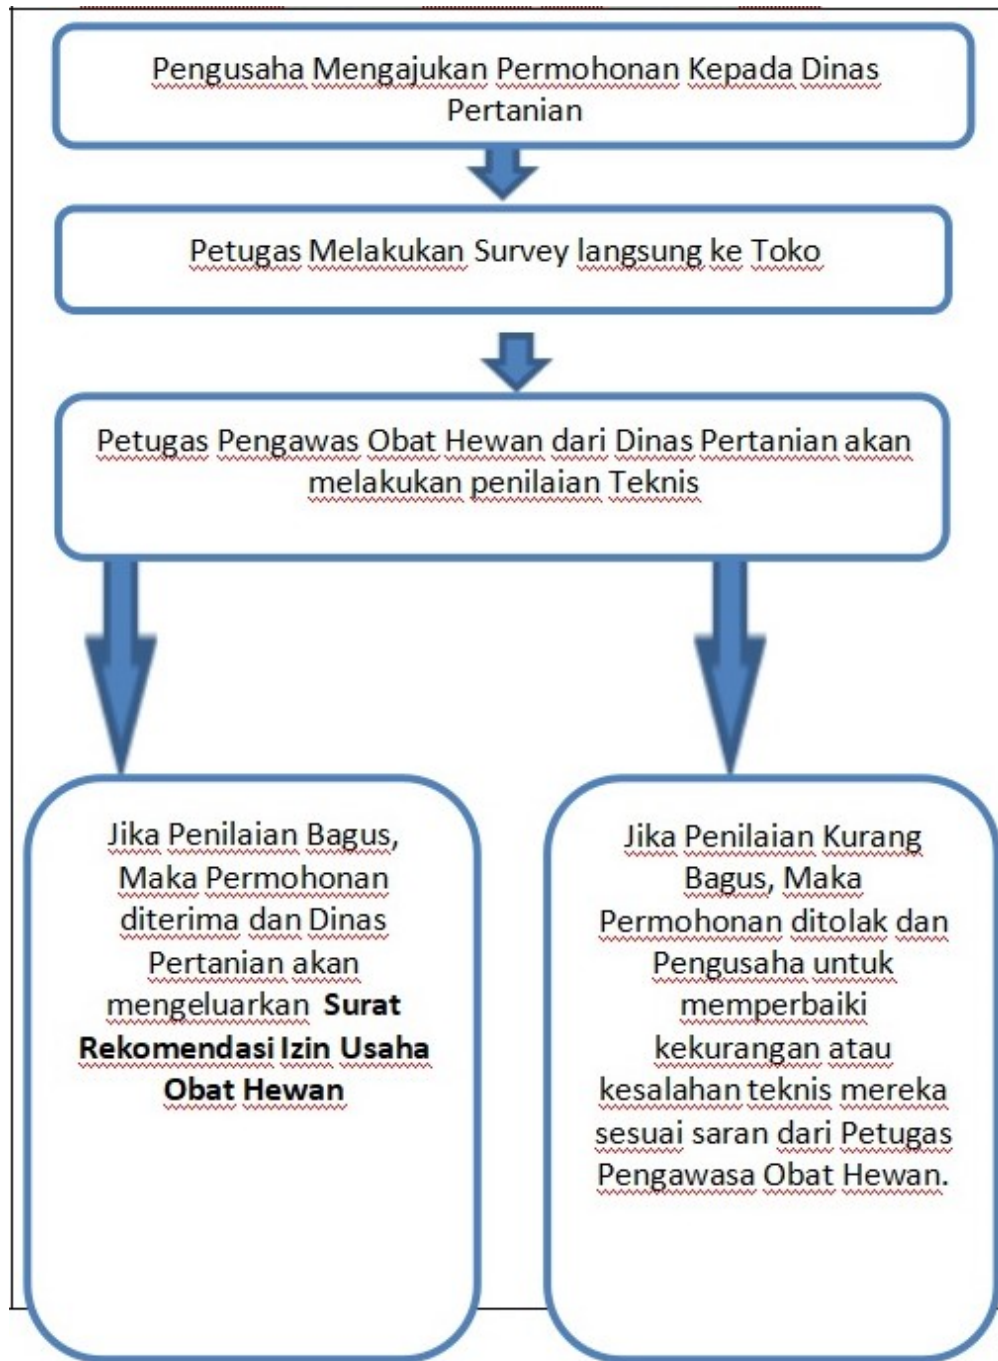 Pengusaha Mengajukan Permohonan Kepada Dinas
Pertanian
Petugas Melakukan Survey langsung ke Toko
Petugas Pengawas Obat Hewan dari Dinas Pertanian akan
melakukan penilaian Teknis
Jika Penilaian Bagus,
Maka Permohonan
diterima dan Dinas
Pertanian akan
mengeluarkan Surat
Rekomendasi Izin Usaha
Obat Hewan
Jika Penilaian Kurang
Bagus, Maka
Permohonan ditolak dan
Pengusaha untuk
memperbaiki
kekurangan atau
kesalahan teknis mereka
sesuai saran dari Petugas
Pengawasa Obat Hewan.